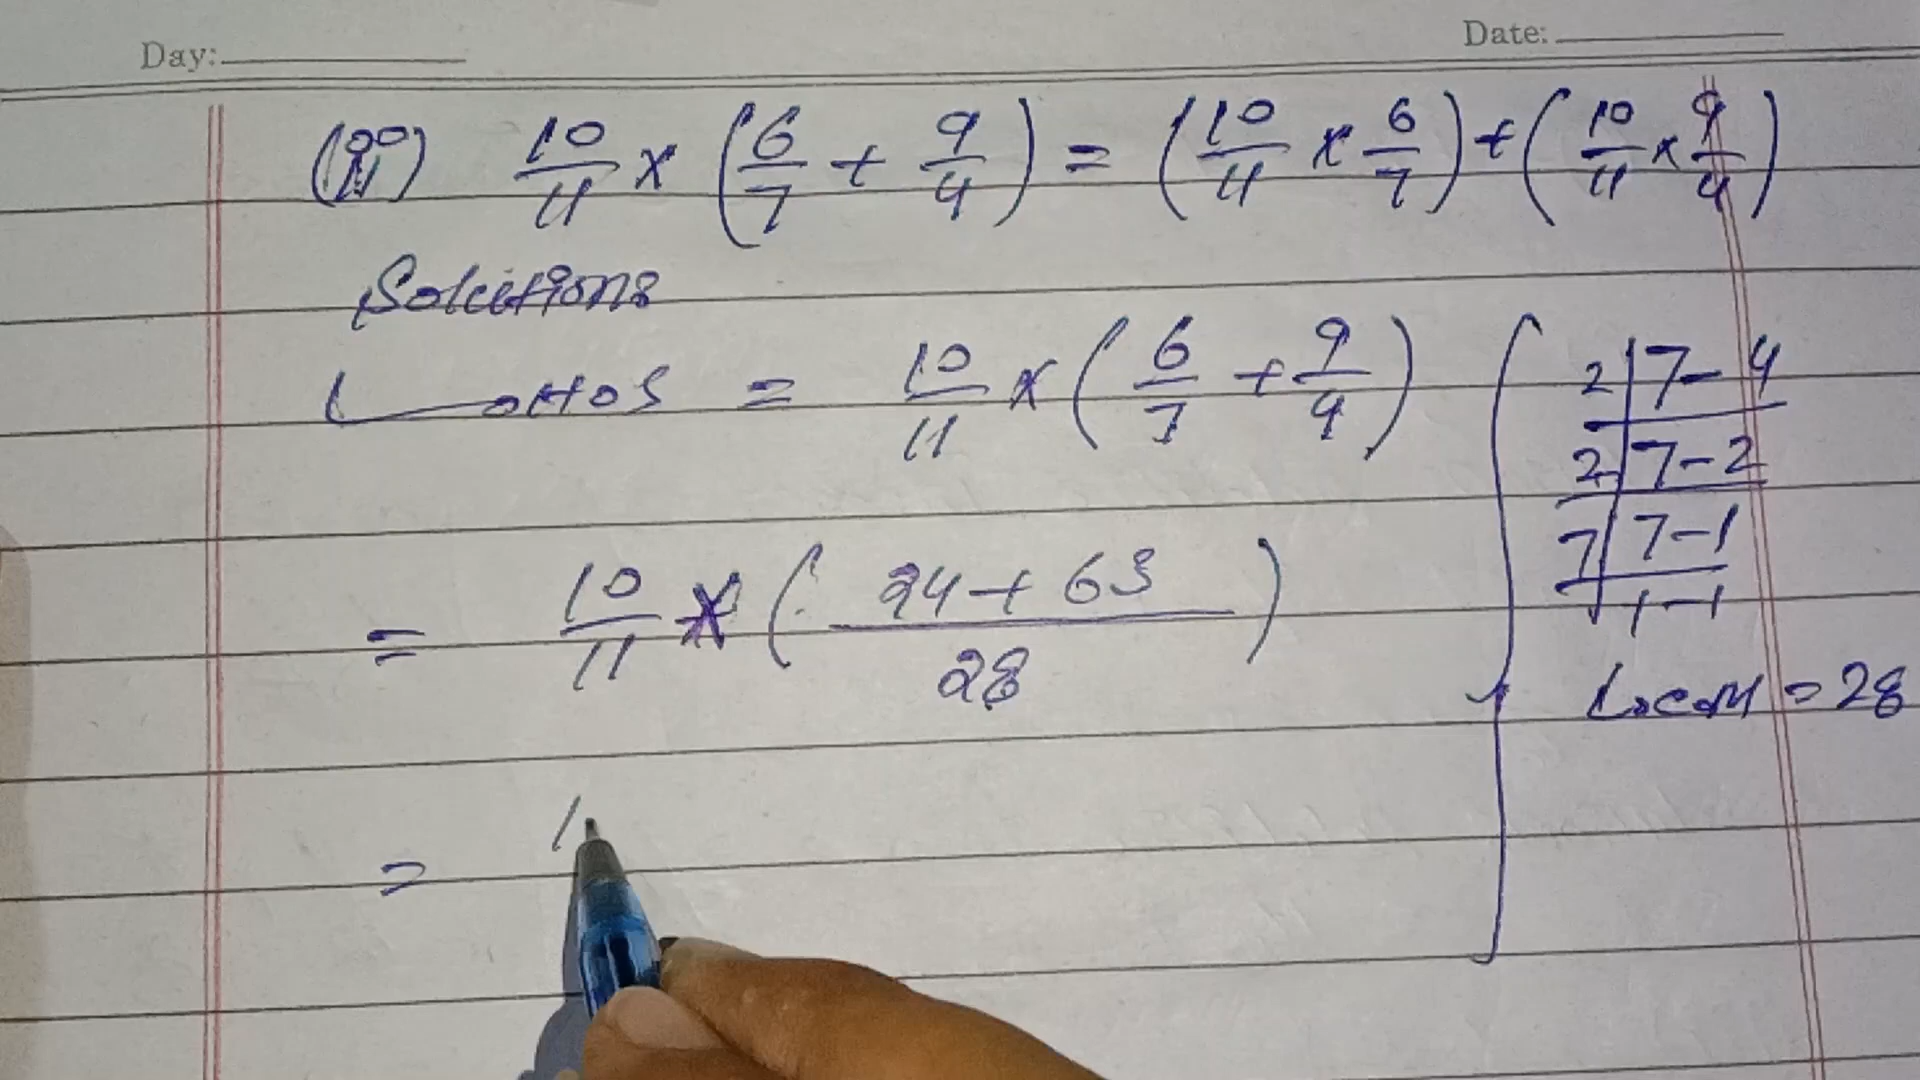 Day: Date:
(ii) 10/11 × (6/7 + 9/4) = (10/11 × 6/7) + (10/11 × 9/4)
Solution:
L.H.S = 10/11 × (6/7 + 9/4)
= 10/11 × (24 + 63 / 28)
= 1
2 | 7 - 4
2 | 7 - 2
7 | 7 - 1
1 - 1
L.C.M = 28